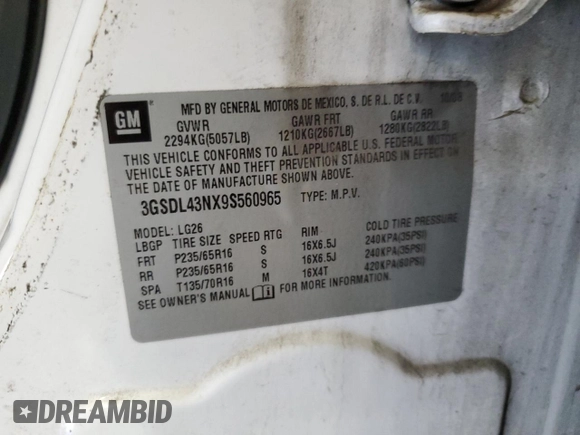 GM
MFD BY GENERAL MOTORS DE MEXICO, S. DE R.L. DE C.V.
GVWR GAWR FRT GAWR RR
2294KG(5057LB) 1210KG(2667LB) 1280KG(2822LB)
THIS VEHICLE CONFORMS TO ALL APPLICABLE U.S. FEDERAL MOTOR
VEHICLE SAFETY AND THEFT PREVENTION STANDARDS IN EFFECT ON
THE DATE OF MANUFACTURE SHOWN ABOVE.
3GSDL43NX9S560965 TYPE: M.P.V.
MODEL: LG26
LBGP TIRE SIZE SPEED RTG RIM COLD TIRE PRESSURE
FRT P235/65R16 S 16X6.5J 240KPA(35PSI)
RR P235/65R16 S 16X6.5J 240KPA(35PSI)
SPA T135/70R16 M 16X4T 420KPA(60PSI)
SEE OWNER'S MANUAL FOR MORE INFORMATION.
DREAMBID